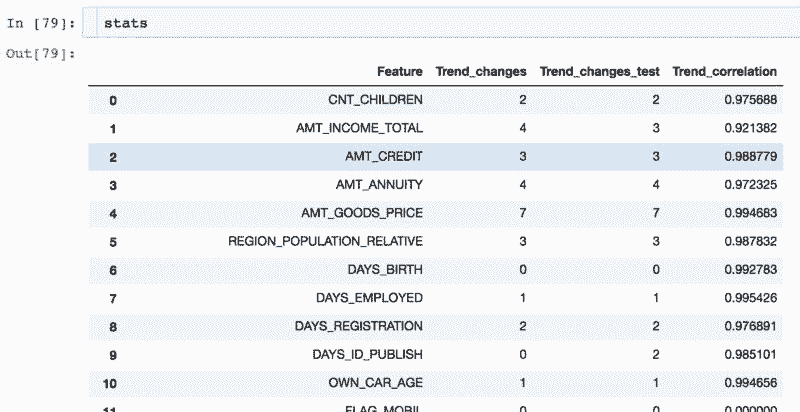 In [79]: stats
Out[79]:
Feature Trend_changes Trend_changes_test Trend_correlation
0 CNT_CHILDREN 2 2 0.975688
1 AMT_INCOME_TOTAL 4 3 0.921382
2 AMT_CREDIT 3 3 0.988779
3 AMT_ANNUITY 4 4 0.972325
4 AMT_GOODS_PRICE 7 7 0.994683
5 REGION_POPULATION_RELATIVE 3 3 0.987832
6 DAYS_BIRTH 0 0 0.992783
7 DAYS_EMPLOYED 1 1 0.995426
8 DAYS_REGISTRATION 2 2 0.976891
9 DAYS_ID_PUBLISH 0 2 0.985101
10 OWN_CAR_AGE 1 1 0.994656
11 FLAG_MOBIL 0 0 0.000000